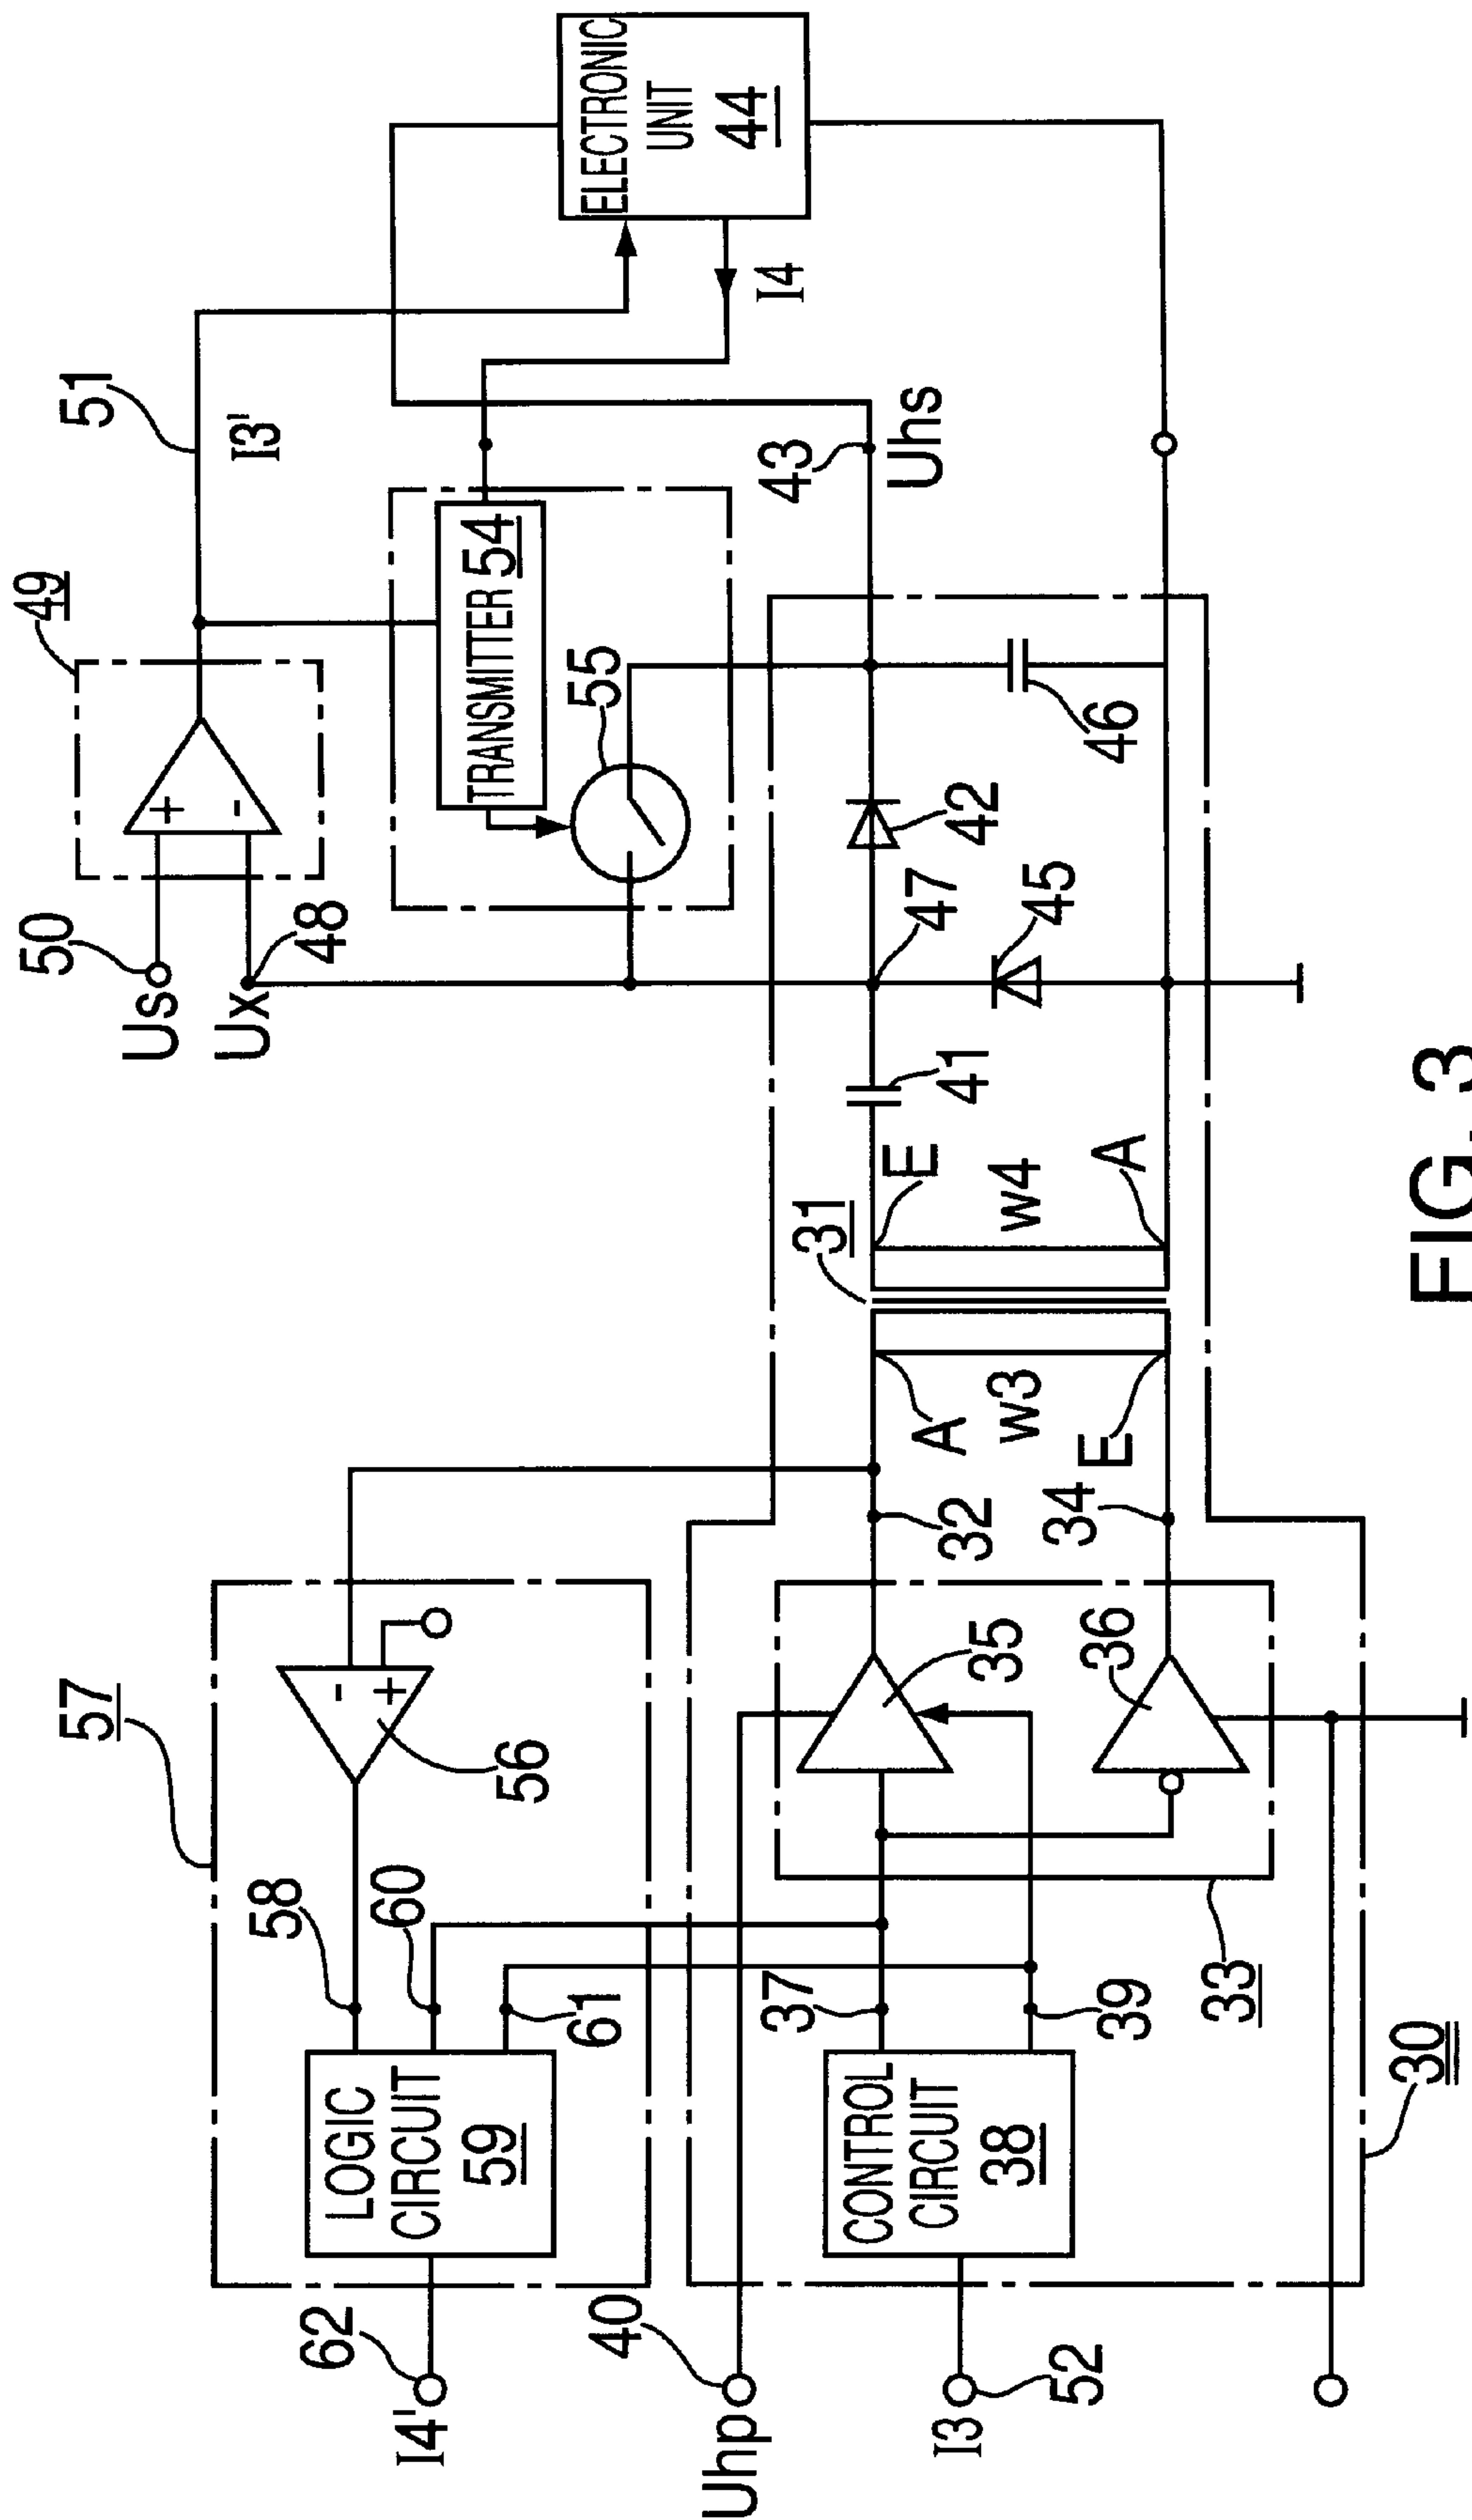 57
58
60
61
56
LOGIC
CIRCUIT
59
62
I4'
-
+
40
Uhp
I3
52
CONTROL
CIRCUIT
38
37
39
33
30
35
36
32
34
A
w3
E
31
E
w4
A
41
47
45
42
46
43
Uhs
50
Us
Ux
48
49
+
-
51
I3'
TRANSMITTER 54
55
ELECTRONIC
UNIT
44
I4
FIG. 3